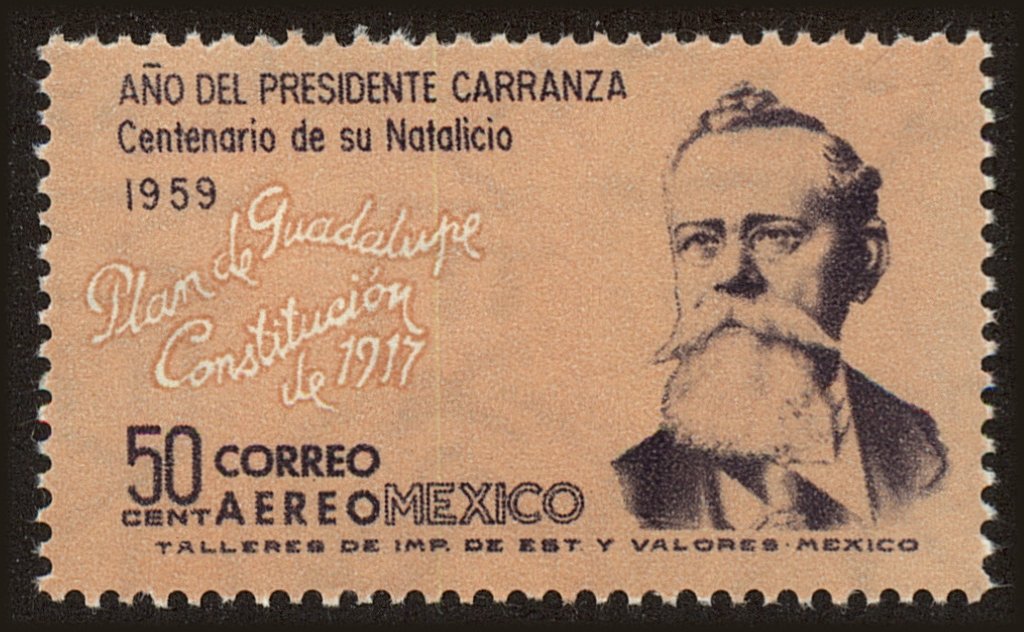 AÑO DEL PRESIDENTE CARRANZA
Centenario de su Natalicio
1959
Plan de Guadalupe
Constitución
de 1917
50 CORREO
CENT AEREO MEXICO
TALLERES DE IMP. DE EST. Y VALORES · MEXICO